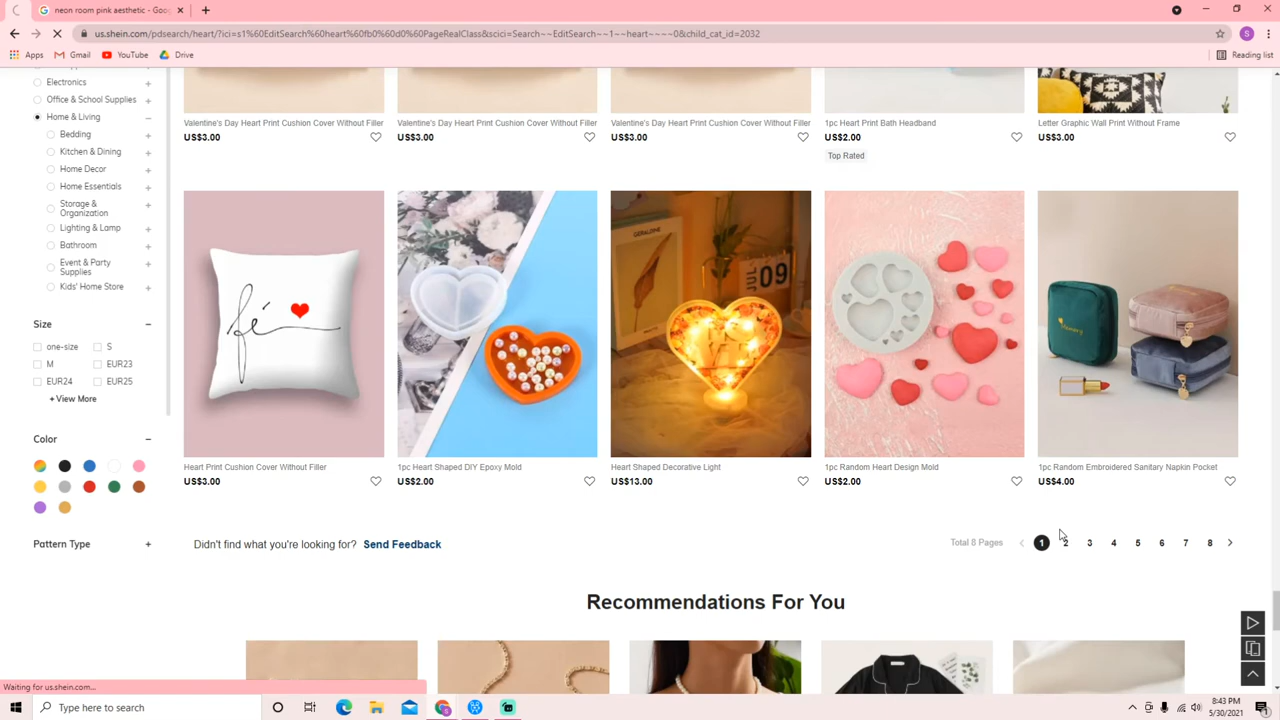 neon room pink aesthetic - Goo
us.shein.com/pdsearch/heart/?ici=s1%60EditSearch%60heart%60fb0%60d0%60PageRealClass&scici=Search~~EditSearch~~1~~heart~~~~0&child_cat_id=2032
S
Apps Gmail YouTube Drive Reading list
Electronics
Office & School Supplies
Home & Living
Bedding
Kitchen & Dining
Home Decor
Home Essentials
Storage &
Organization
Lighting & Lamp
Bathroom
Event & Party
Supplies
Kids' Home Store
Size
one-size S
M EUR23
EUR24 EUR25
+ View More
Color
Pattern Type
Valentine's Day Heart Print Cushion Cover Without Filler
US$3.00
Valentine's Day Heart Print Cushion Cover Without Filler
US$3.00
Valentine's Day Heart Print Cushion Cover Without Filler
US$3.00
1pc Heart Print Bath Headband
US$2.00
Top Rated
Letter Graphic Wall Print Without Frame
US$3.00
fé
GERALDINE
JUL
09
Heart Print Cushion Cover Without Filler
US$3.00
1pc Heart Shaped DIY Epoxy Mold
US$2.00
Heart Shaped Decorative Light
US$13.00
1pc Random Heart Design Mold
US$2.00
1pc Random Embroidered Sanitary Napkin Pocket
US$4.00
Didn't find what you're looking for? Send Feedback
Total 8 Pages 1 2 3 4 5 6 7 8
Recommendations For You
Waiting for us.shein.com...
Type here to search
8:43 PM
5/30/2021